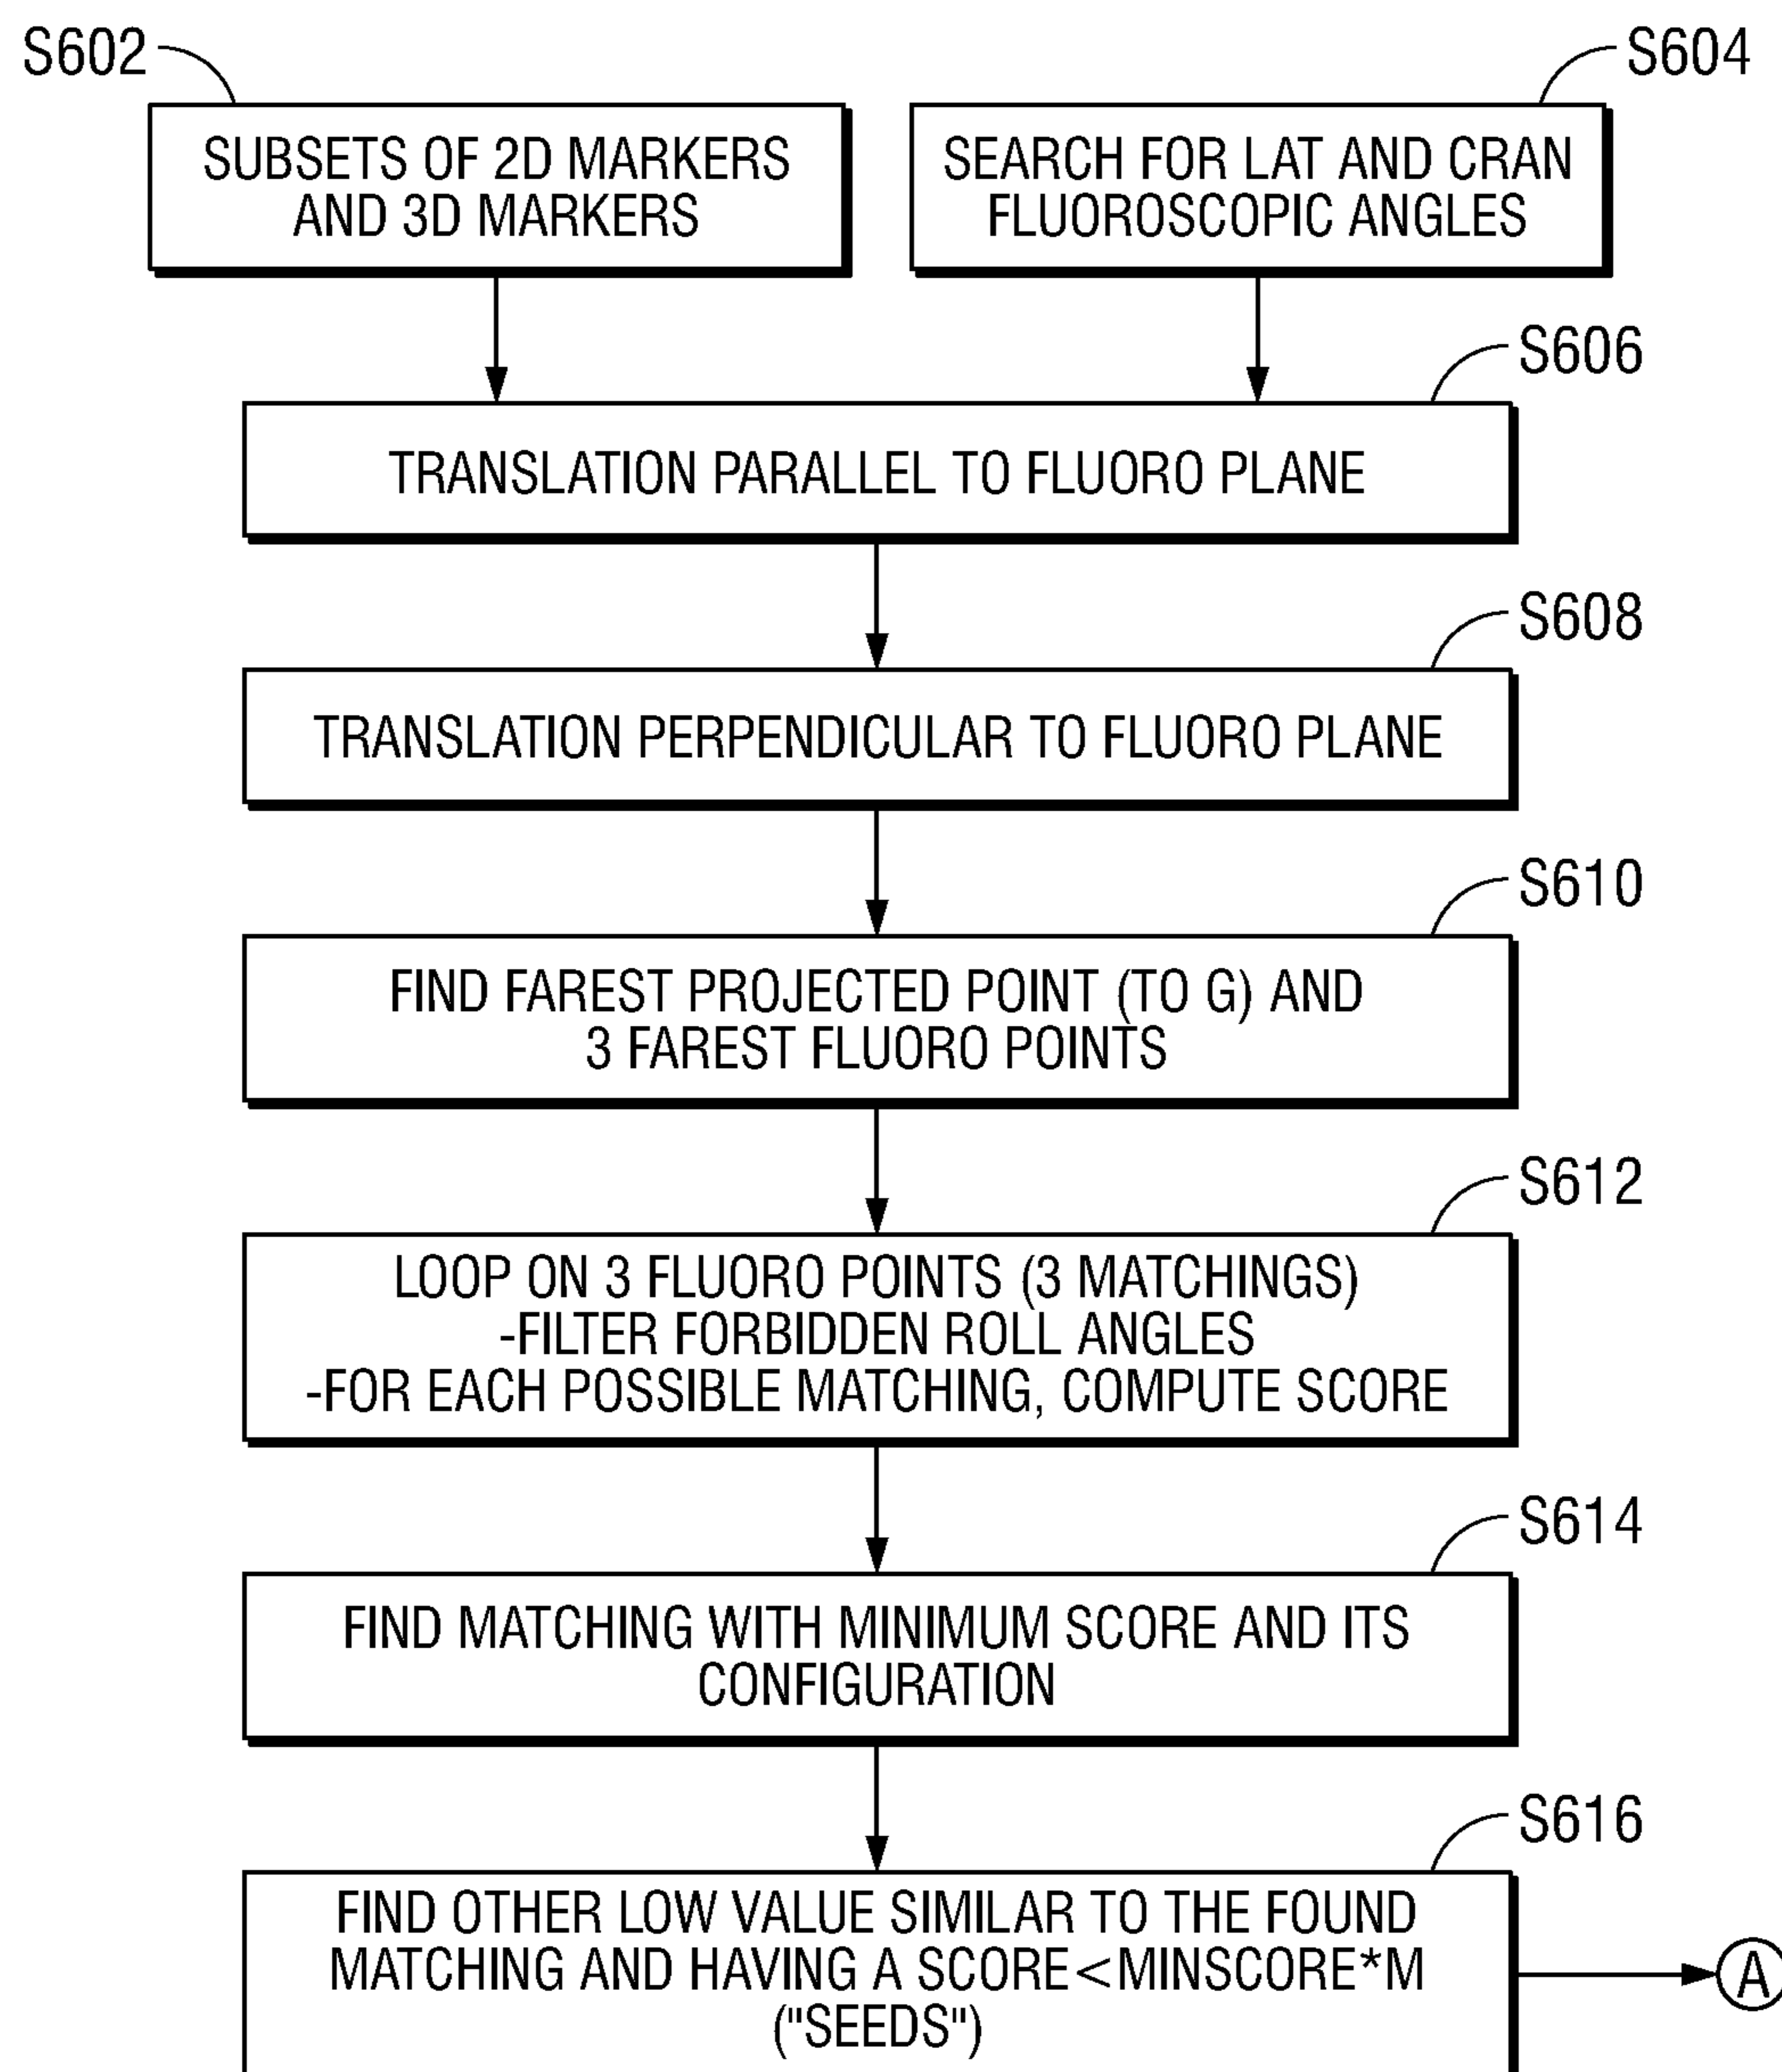 S602
S604
SUBSETS OF 2D MARKERS
AND 3D MARKERS
SEARCH FOR LAT AND CRAN
FLUOROSCOPIC ANGLES
S606
TRANSLATION PARALLEL TO FLUORO PLANE
S608
TRANSLATION PERPENDICULAR TO FLUORO PLANE
S610
FIND FAREST PROJECTED POINT (TO G) AND
3 FAREST FLUORO POINTS
S612
LOOP ON 3 FLUORO POINTS (3 MATCHINGS)
-FILTER FORBIDDEN ROLL ANGLES
-FOR EACH POSSIBLE MATCHING, COMPUTE SCORE
S614
FIND MATCHING WITH MINIMUM SCORE AND ITS
CONFIGURATION
S616
FIND OTHER LOW VALUE SIMILAR TO THE FOUND
MATCHING AND HAVING A SCORE<MINSCORE*M
("SEEDS")
A